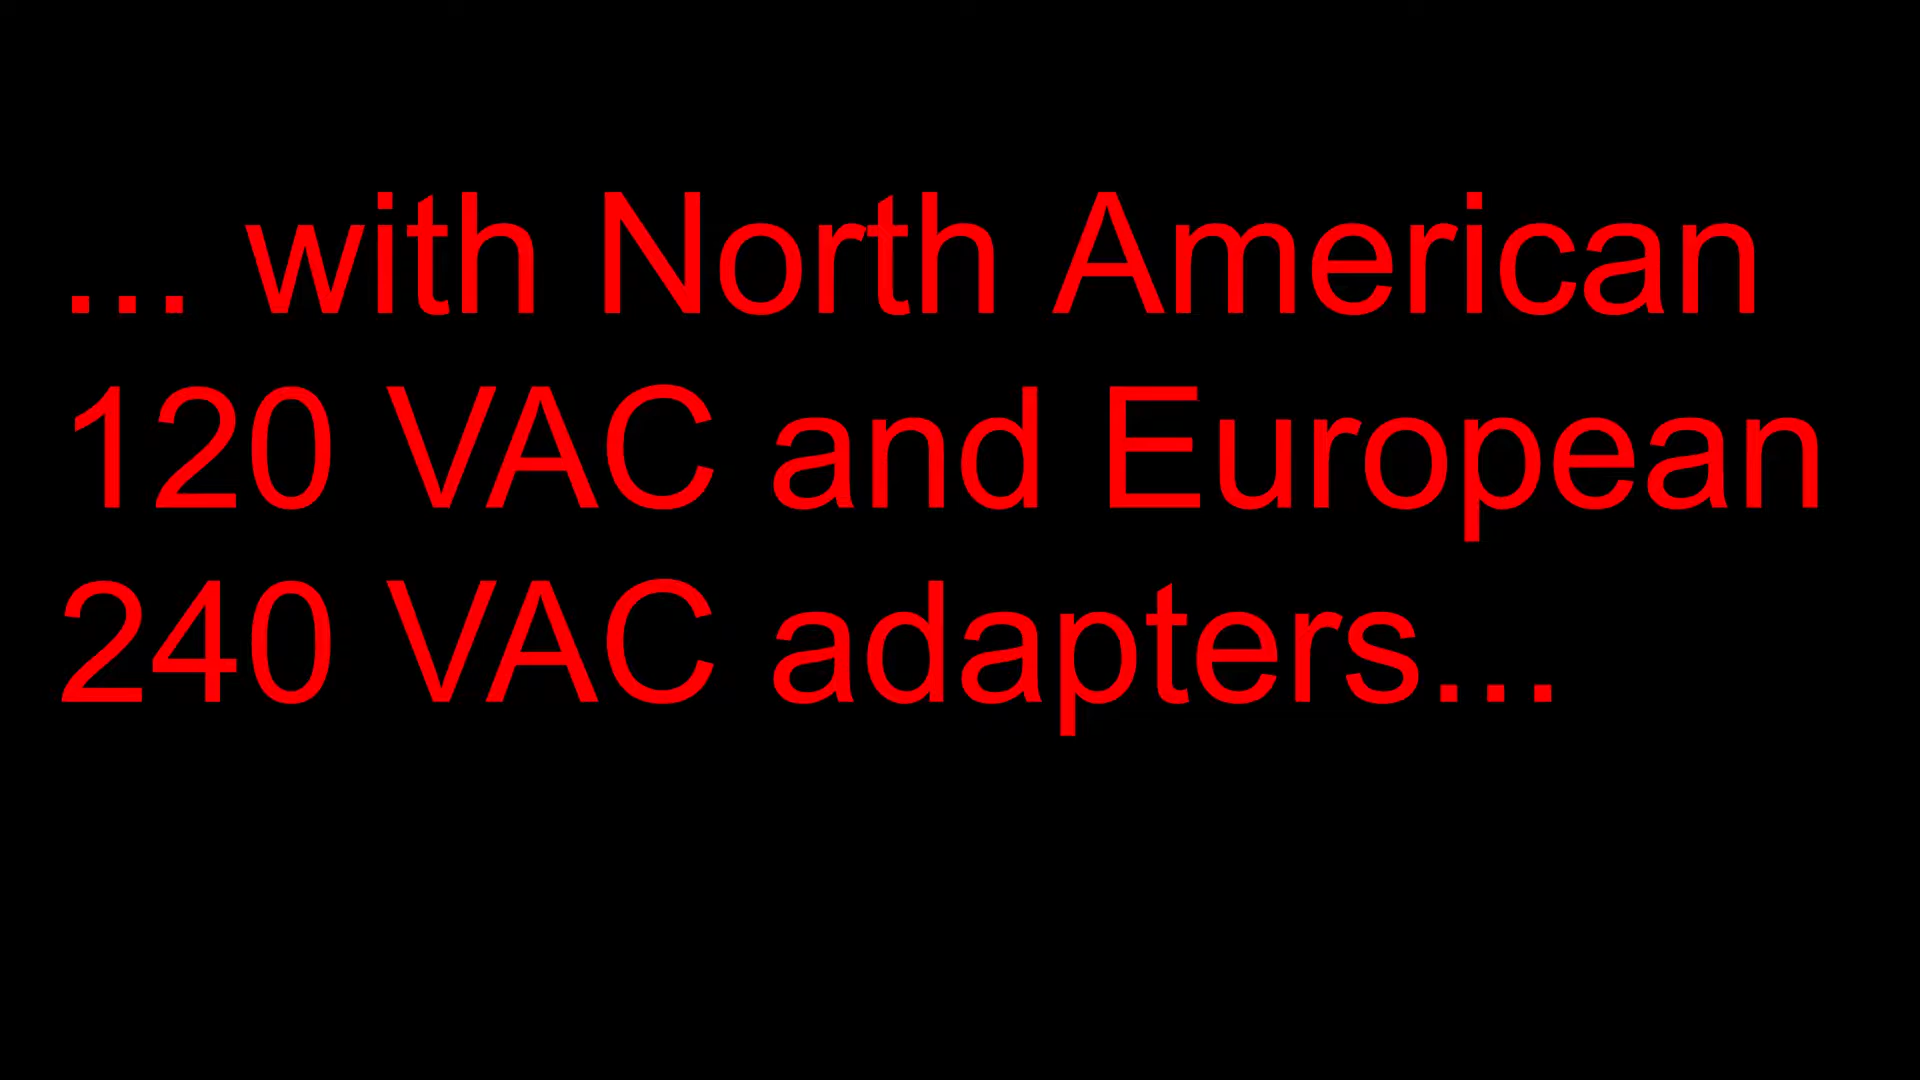 ... with North American
120 VAC and European
240 VAC adapters...